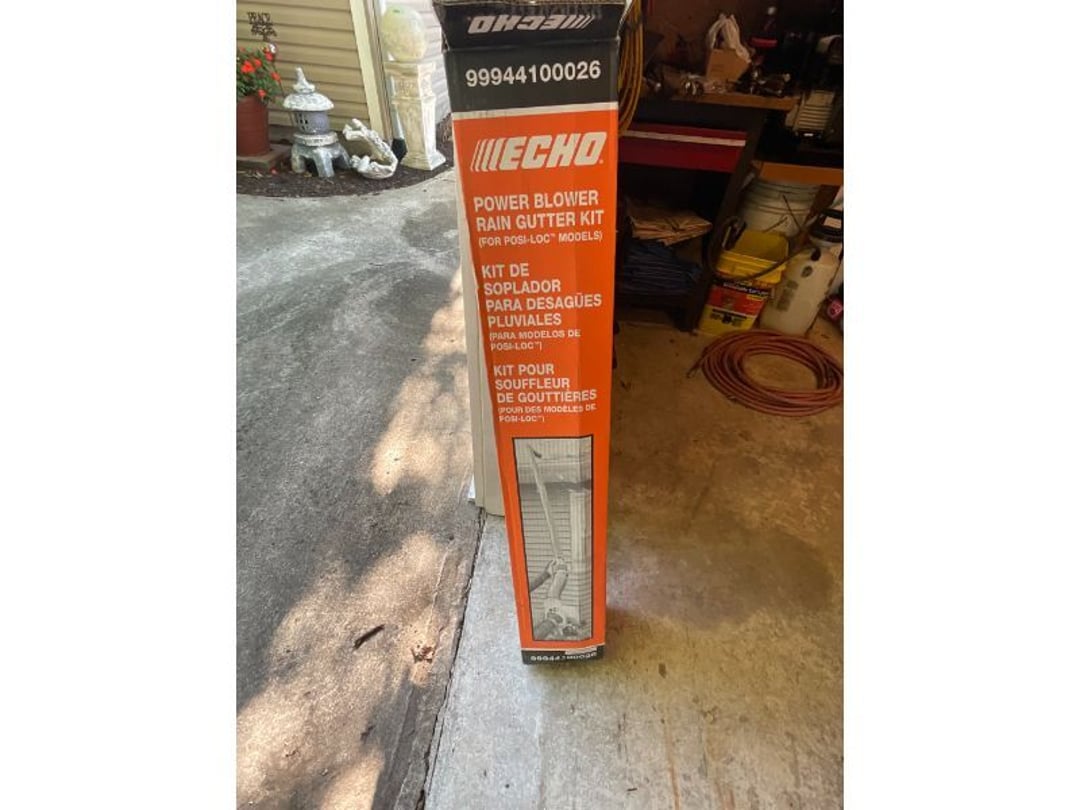 ECHO
99944100026
ECHO
POWER BLOWER
RAIN GUTTER KIT
(FOR POSI-LOC™ MODELS)
KIT DE
SOPLADOR
PARA DESAGÜES
PLUVIALES
(PARA MODELOS DE
POSI-LOC™)
KIT POUR
SOUFFLEUR
DE GOUTTIÈRES
(POUR DES MODÈLES DE
POSI-LOC™)
99944100026